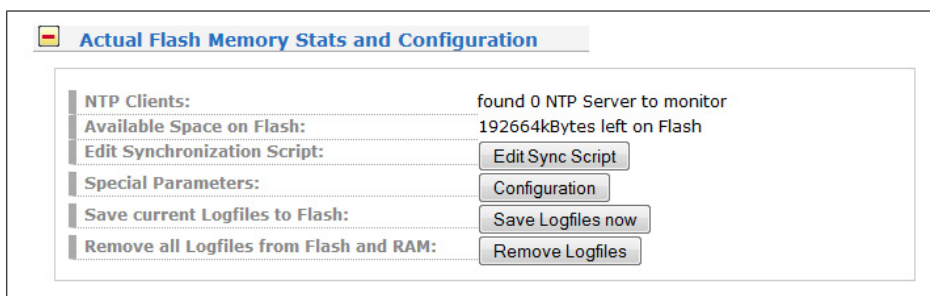 Actual Flash Memory Stats and Configuration
NTP Clients: found 0 NTP Server to monitor
Available Space on Flash: 192664kBytes left on Flash
Edit Synchronization Script: Edit Sync Script
Special Parameters: Configuration
Save current Logfiles to Flash: Save Logfiles now
Remove all Logfiles from Flash and RAM: Remove Logfiles